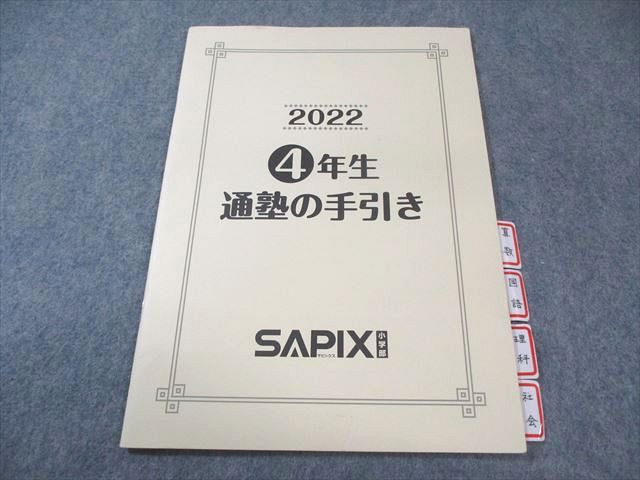 2022
4年生
通塾の手引き
SAPIX 小学部
サピックス
算数
国語
理科
社会